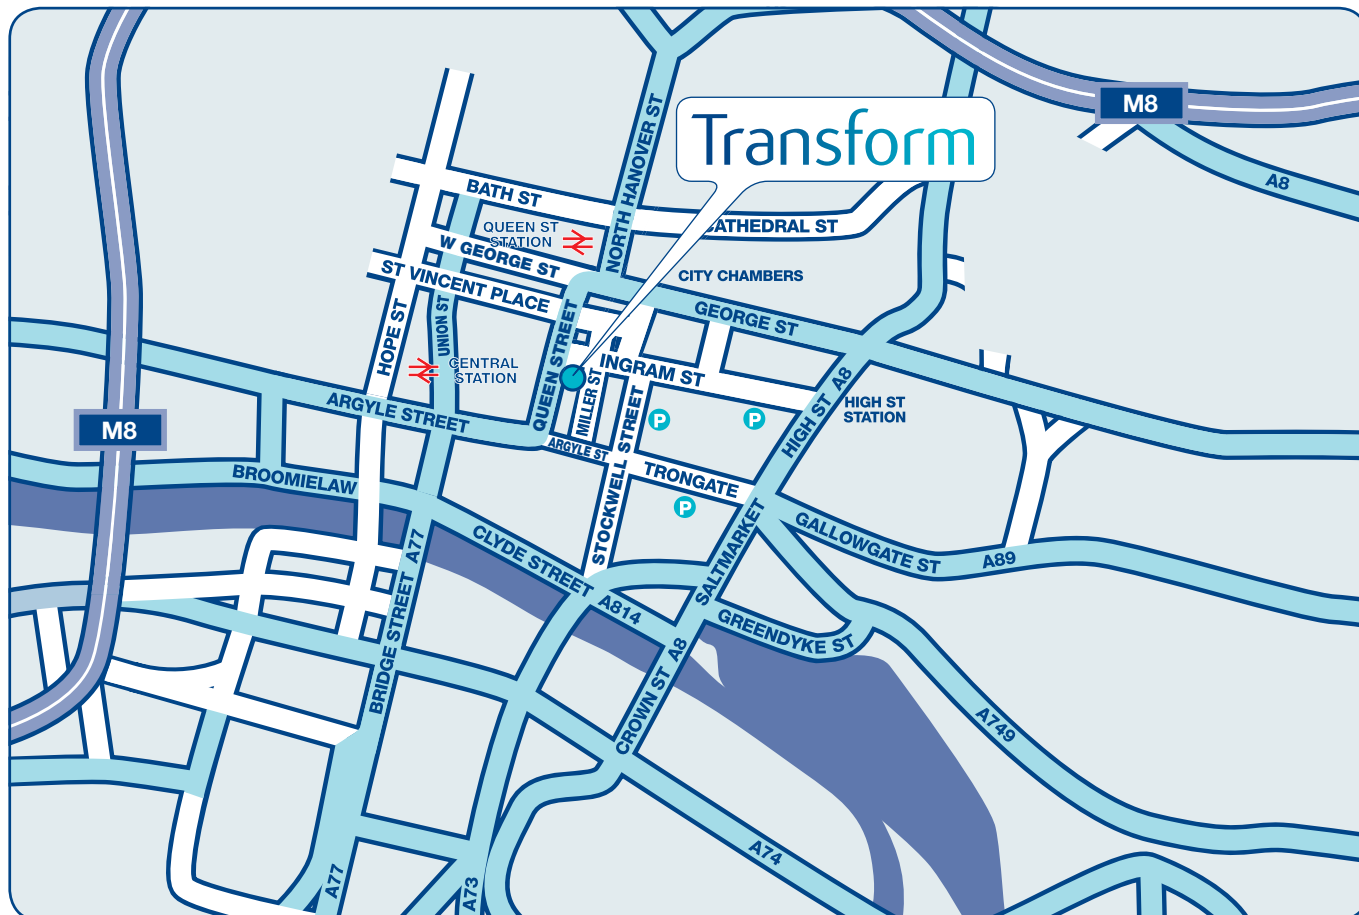 M8
Transform
A8
NORTH HANOVER ST
BATH ST
QUEEN ST
STATION
CATHEDRAL ST
W GEORGE ST
CITY CHAMBERS
ST VINCENT PLACE
GEORGE ST
HOPE ST
UNION ST
QUEEN STREET
CENTRAL
STATION
INGRAM ST
MILLER ST
HIGH ST A8
HIGH ST
STATION
ARGYLE STREET
P
P
M8
ARGYLE ST
STOCKWELL STREET
TRONGATE
BROOMIELAW
P
SALTMARKET
GALLOWGATE ST
A89
CLYDE STREET A814
BRIDGE STREET A77
GREENDYKE ST
CROWN ST A8
A749
A74
A77
A73